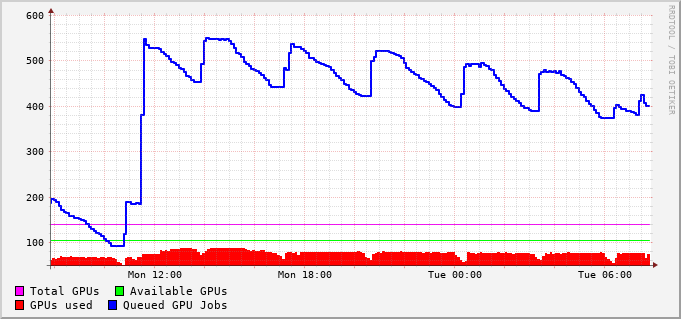 600
500
400
300
200
100
Mon 12:00 Mon 18:00 Tue 00:00 Tue 06:00
Total GPUs Available GPUs
GPUs used Queued GPU Jobs
RRDTOOL / TOBI OETIKER